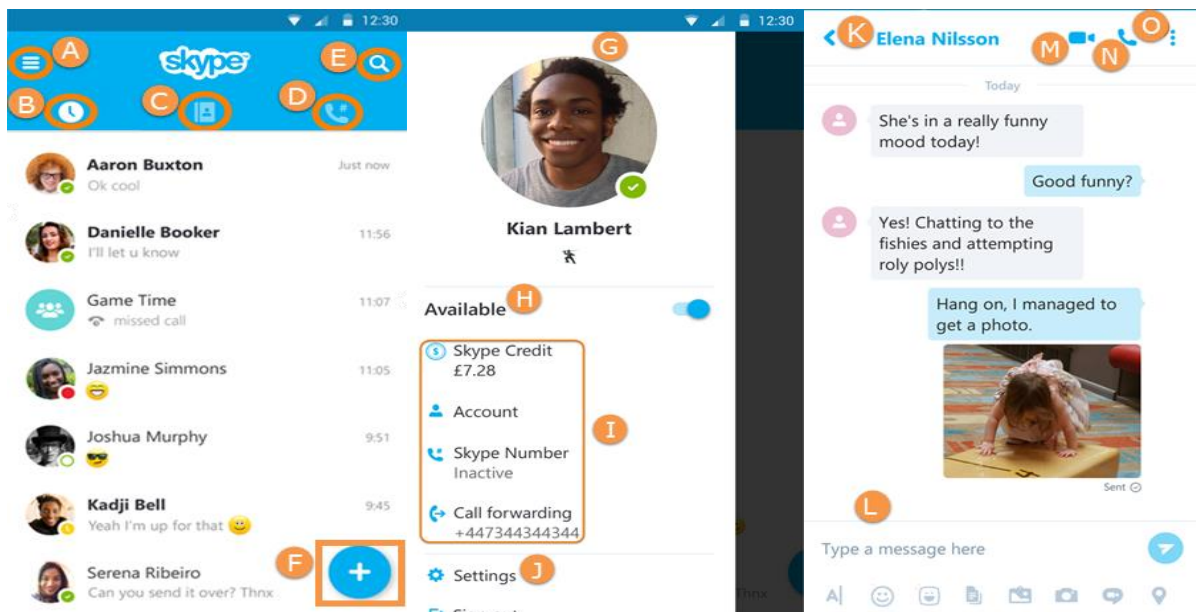 12:30
A
skype
E
B
C
D
Aaron Buxton
Just now
Ok cool
Danielle Booker
11:56
I'll let u know
Game Time
11:07
missed call
Jazmine Simmons
11:05
Joshua Murphy
9:51
Kadji Bell
9:45
Yeah I'm up for that
F
Serena Ribeiro
Can you send it over? Thnx
12:30
G
Kian Lambert
Available
H
Skype Credit
£7.28
Account
I
Skype Number
Inactive
Call forwarding
+447344344344
Settings
J
Thnx
K
Elena Nilsson
M
N
O
Today
She's in a really funny
mood today!
Good funny?
Yes! Chatting to the
fishies and attempting
roly polys!!
Hang on, I managed to
get a photo.
Sent
L
Type a message here
A